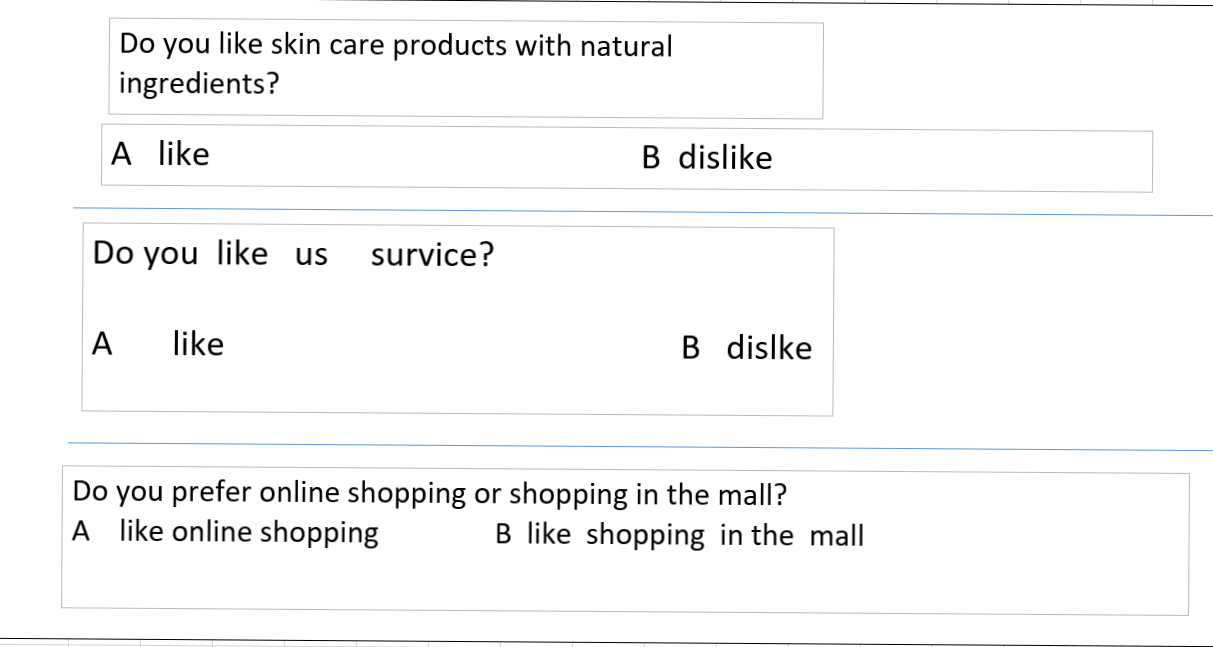 Do you like skin care products with natural
ingredients?
A like B dislike
Do you like us survice?
A like B dislke
Do you prefer online shopping or shopping in the mall?
A like online shopping B like shopping in the mall